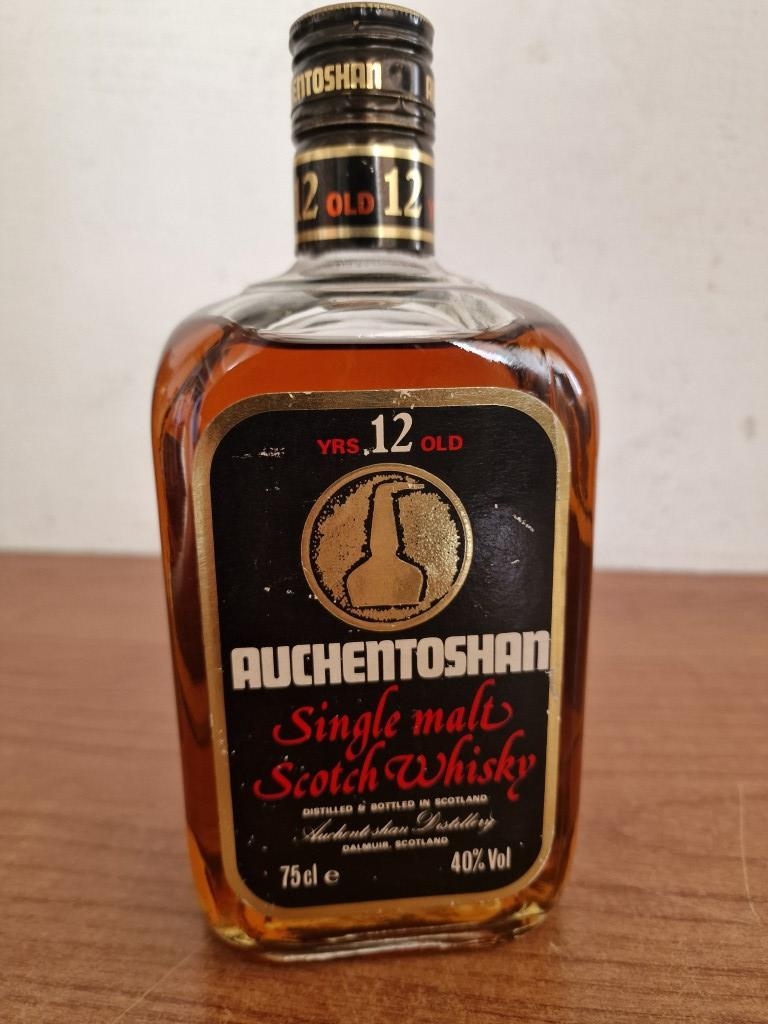 ENTOSHAN
12 OLD 12
YRS 12 OLD
AUCHENTOSHAN
Single malt
Scotch Whisky
DISTILLED & BOTTLED IN SCOTLAND
Auchentoshan Distillery
DALMUIR, SCOTLAND
75cl e
40% Vol